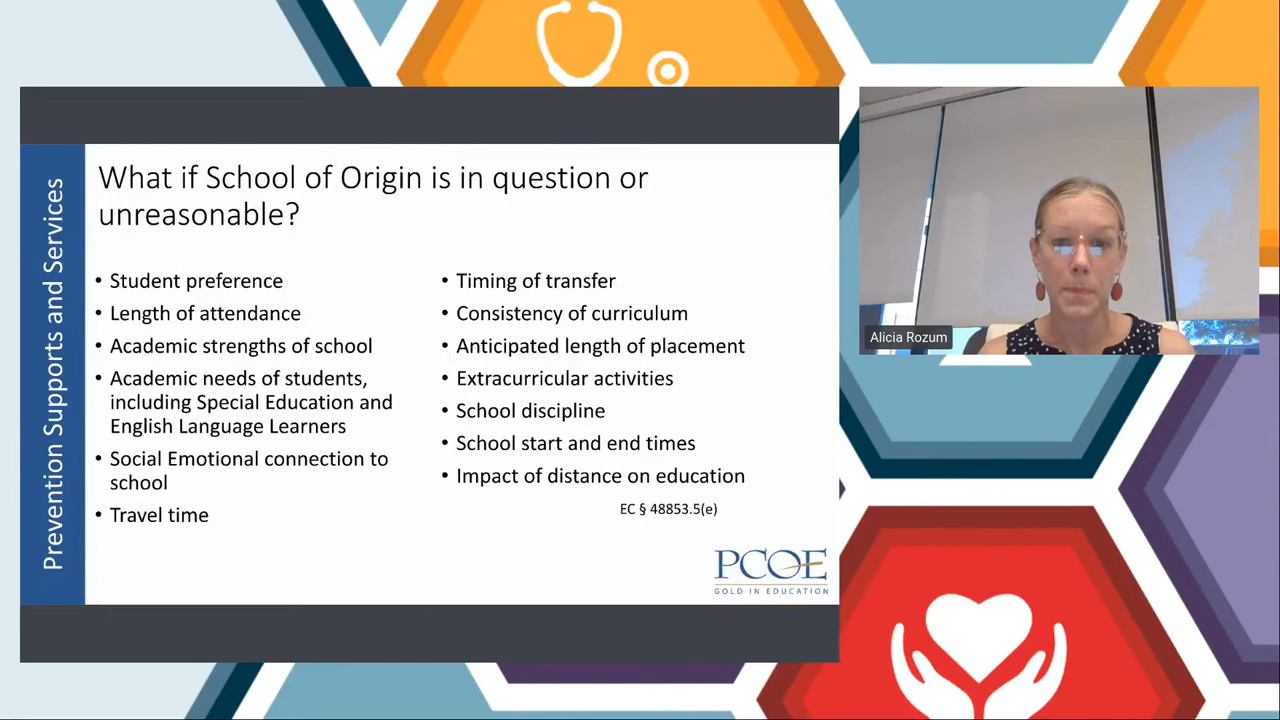 Prevention Supports and Services
What if School of Origin is in question or
unreasonable?
• Student preference
• Length of attendance
• Academic strengths of school
• Academic needs of students,
including Special Education and
English Language Learners
• Social Emotional connection to
school
• Travel time
• Timing of transfer
• Consistency of curriculum
• Anticipated length of placement
• Extracurricular activities
• School discipline
• School start and end times
• Impact of distance on education
EC § 48853.5(e)
PCOE
GOLD IN EDUCATION
Alicia Rozum